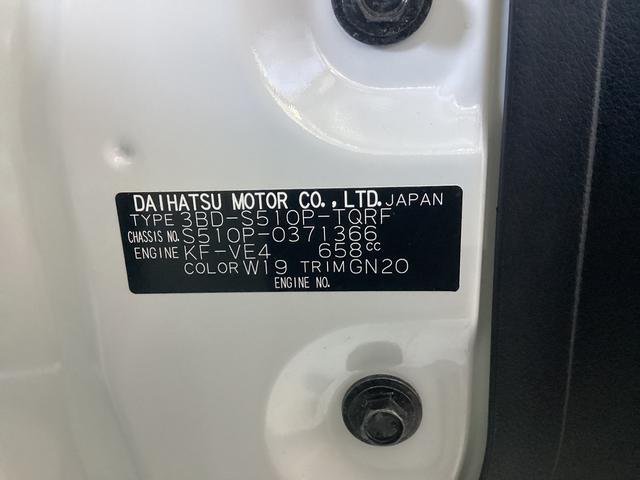 DAIHATSU MOTOR CO.,LTD. JAPAN
TYPE 3BD-S510P-TQRF
CHASSIS NO. S510P-0371366
ENGINE KF-VE4 658cc
COLOR W19 TRIM GN20
ENGINE NO.